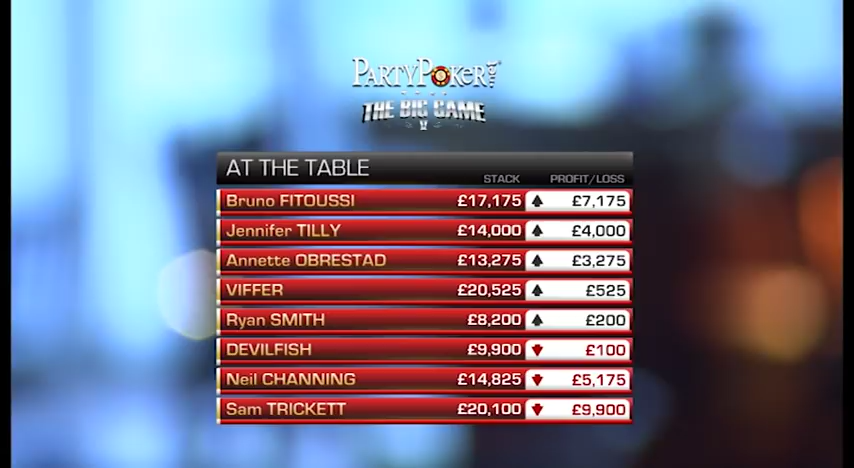 PARTYPOKER.net
THE BIG GAME
V
AT THE TABLE STACK PROFIT/LOSS
Bruno FITOUSSI £17,175 £7,175
Jennifer TILLY £14,000 £4,000
Annette OBRESTAD £13,275 £3,275
VIFFER £20,525 £525
Ryan SMITH £8,200 £200
DEVILFISH £9,900 £100
Neil CHANNING £14,825 £5,175
Sam TRICKETT £20,100 £9,900